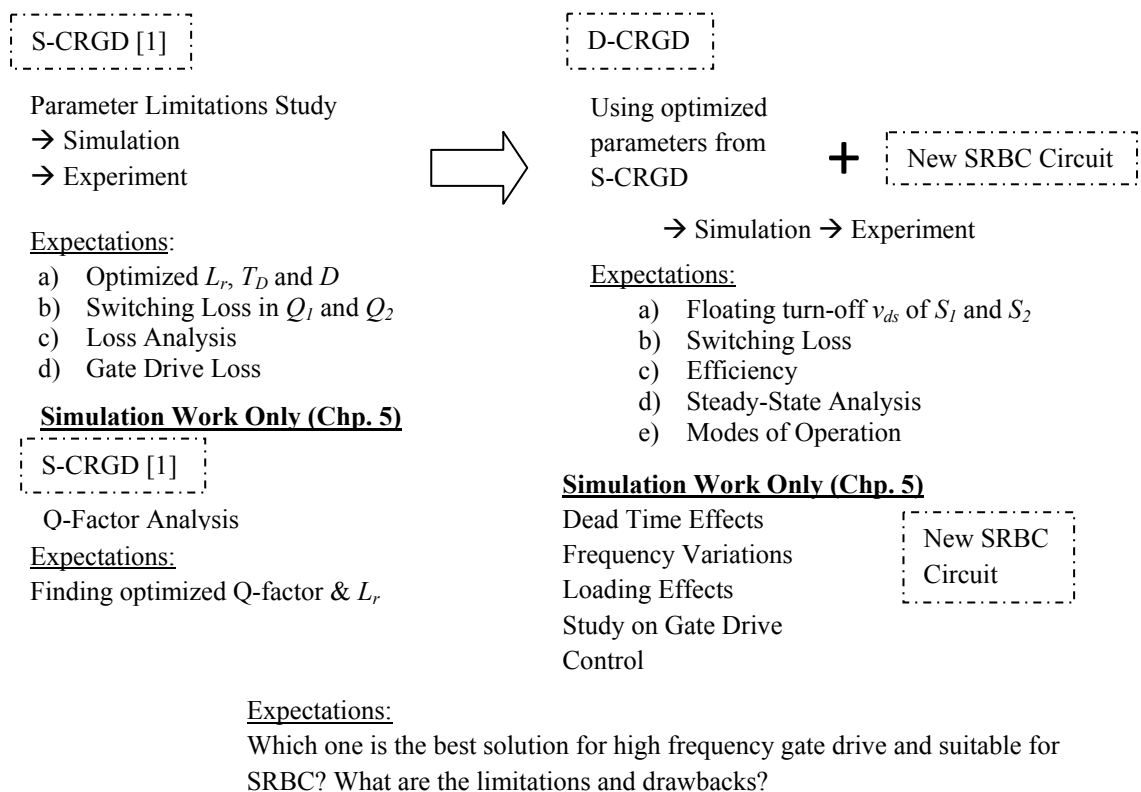 S-CRGD [1]
Parameter Limitations Study
→ Simulation
→ Experiment
Expectations:
a) Optimized Lr, TD and D
b) Switching Loss in Q1 and Q2
c) Loss Analysis
d) Gate Drive Loss
Simulation Work Only (Chp. 5)
S-CRGD [1]
Q-Factor Analysis
Expectations:
Finding optimized Q-factor & Lr
D-CRGD
Using optimized
parameters from
S-CRGD
+
New SRBC Circuit
→ Simulation → Experiment
Expectations:
a) Floating turn-off vds of S1 and S2
b) Switching Loss
c) Efficiency
d) Steady-State Analysis
e) Modes of Operation
Simulation Work Only (Chp. 5)
Dead Time Effects
Frequency Variations
Loading Effects
Study on Gate Drive
Control
New SRBC
Circuit
Expectations:
Which one is the best solution for high frequency gate drive and suitable for
SRBC? What are the limitations and drawbacks?